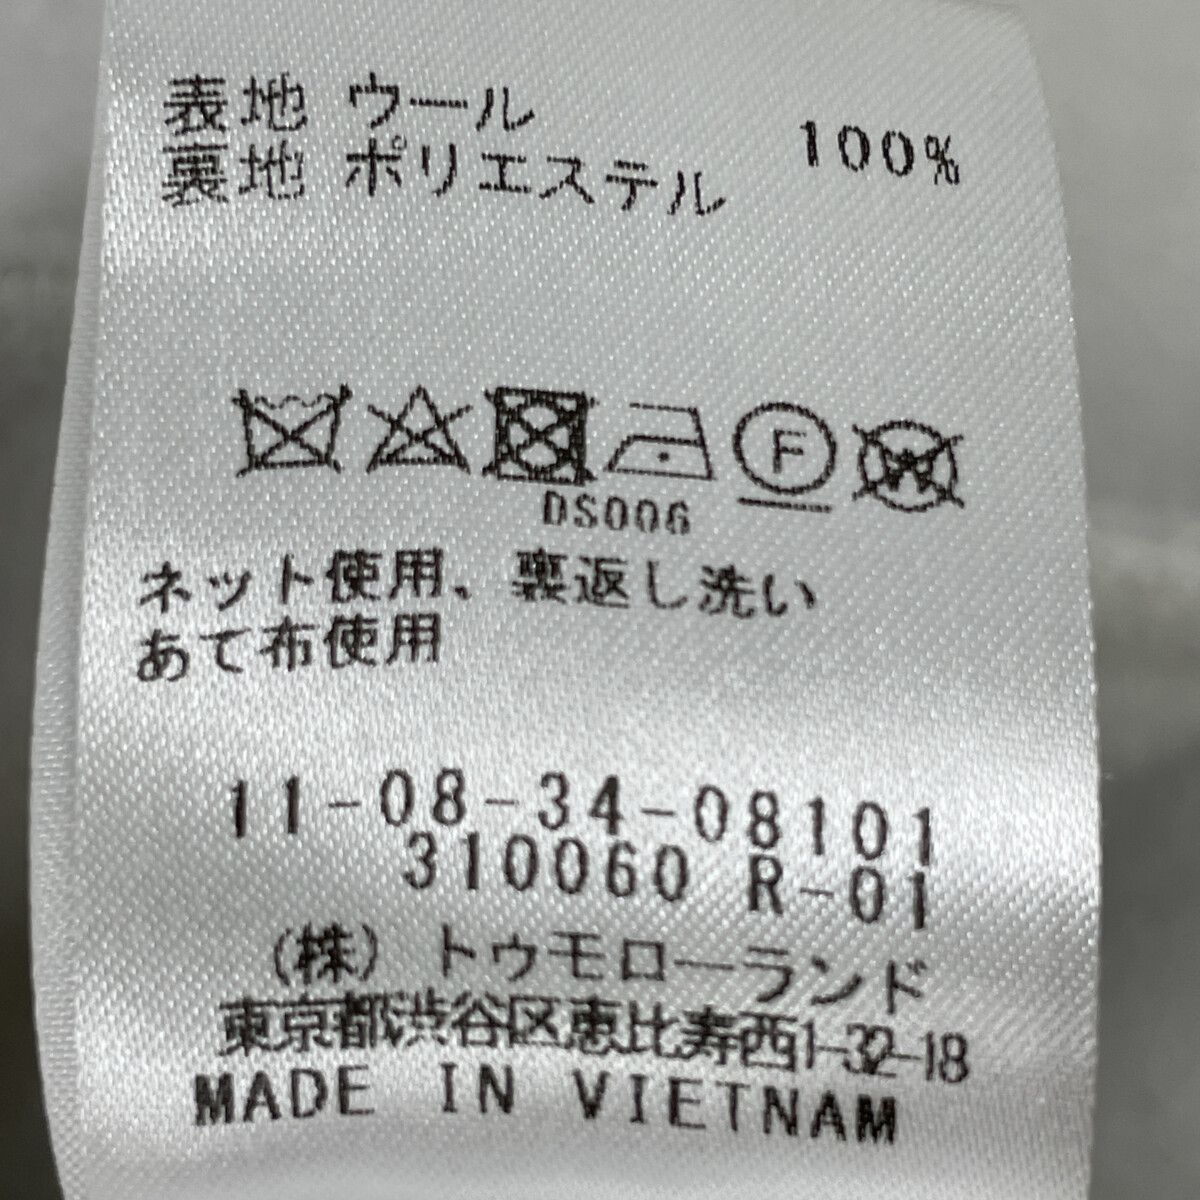 表地 ウール 100%
裏地 ポリエステル
F W
DS006
ネット使用、裏返し洗い
あて布使用
11-08-34-08101
310060 R-01
(株)トゥモローランド
東京都渋谷区恵比寿西1-32-18
MADE IN VIETNAM